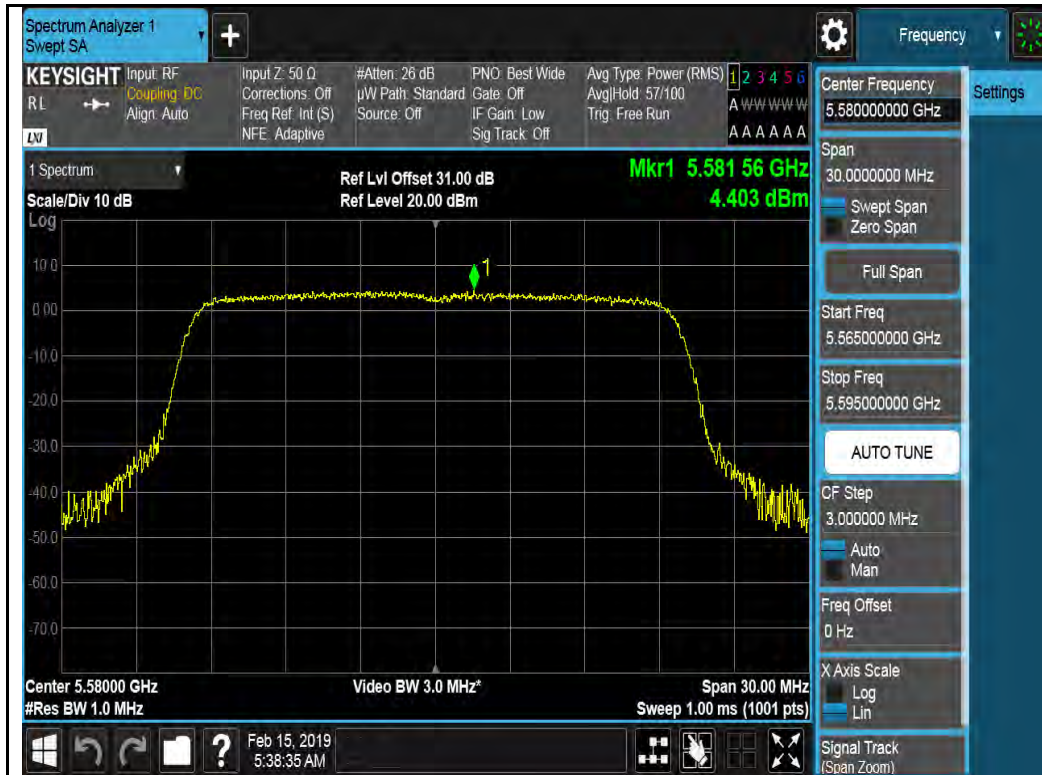 Spectrum Analyzer 1
Swept SA
+
Frequency
KEYSIGHT
RL
LXI
Input: RF
Coupling: DC
Align: Auto
Input Z: 50 Ω
Corrections: Off
Freq Ref: Int (S)
NFE: Adaptive
#Atten: 26 dB
µW Path: Standard
Source: Off
PNO: Best Wide
Gate: Off
IF Gain: Low
Sig Track: Off
Avg Type: Power (RMS)
Avg|Hold: 57/100
Trig: Free Run
1 2 3 4 5 6
A W W W W W
A A A A A A
1 Spectrum
Scale/Div 10 dB
Log
Ref Lvl Offset 31.00 dB
Ref Level 20.00 dBm
Mkr1 5.581 56 GHz
4.403 dBm
1
10.0
0.00
-10.0
-20.0
-30.0
-40.0
-50.0
-60.0
-70.0
Center 5.58000 GHz
#Res BW 1.0 MHz
Video BW 3.0 MHz*
Span 30.00 MHz
Sweep 1.00 ms (1001 pts)
Center Frequency
5.580000000 GHz
Settings
Span
30.0000000 MHz
Swept Span
Zero Span
Full Span
Start Freq
5.565000000 GHz
Stop Freq
5.595000000 GHz
AUTO TUNE
CF Step
3.000000 MHz
Auto
Man
Freq Offset
0 Hz
X Axis Scale
Log
Lin
Signal Track
(Span Zoom)
?
Feb 15, 2019
5:38:35 AM